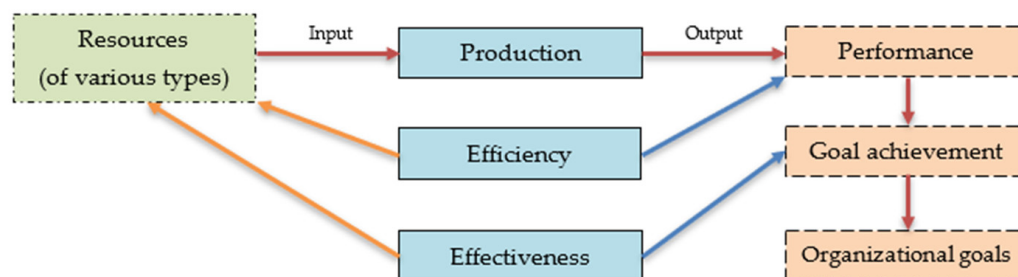 Resources
(of various types)
Input
Production
Output
Performance
Efficiency
Goal achievement
Effectiveness
Organizational goals